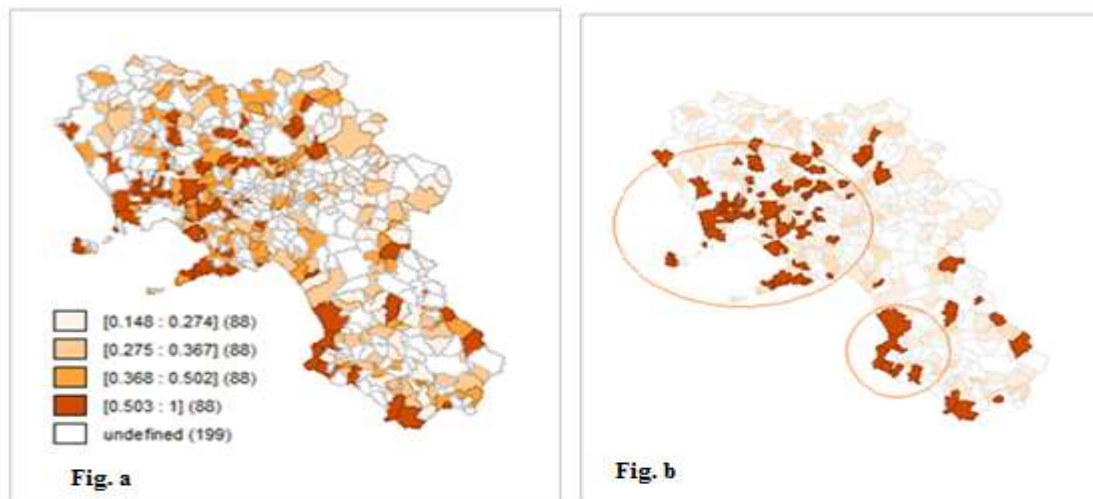 [0.148 : 0.274] (88)
[0.275 : 0.367] (88)
[0.368 : 0.502] (88)
[0.503 : 1] (88)
undefined (199)
Fig. a
Fig. b